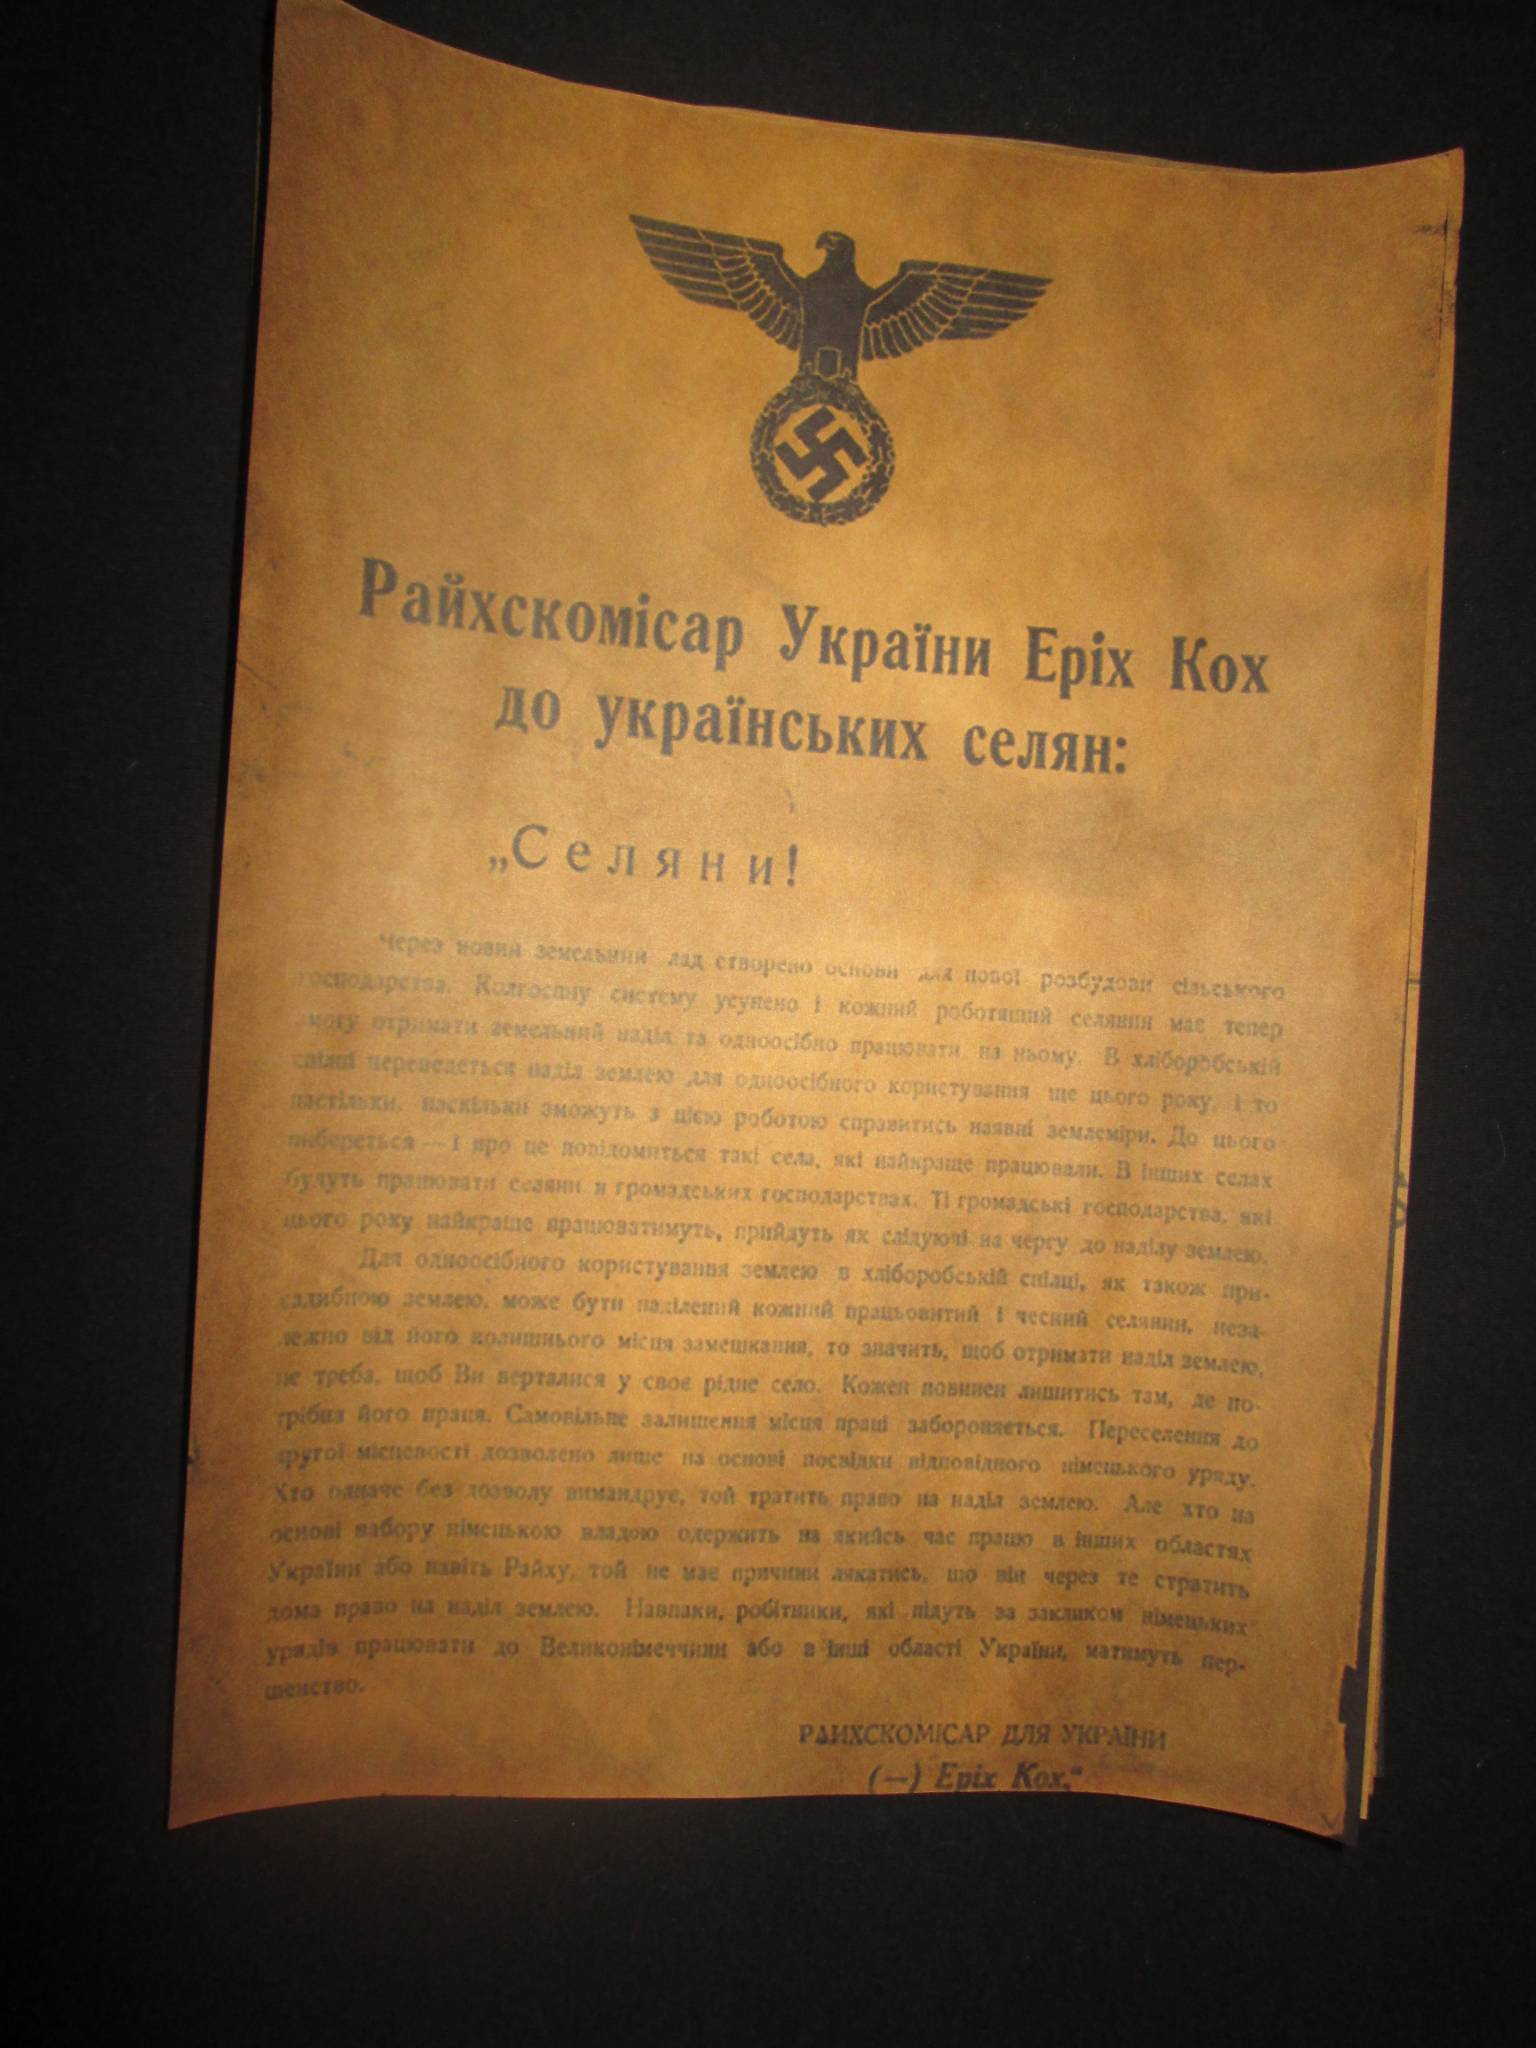 Райхскомісар України Еріх Кох
до українських селян:
„Селяни!
Через новий земельний лад створено основи для нової розбудови сільського
господарства. Колгоспну систему усунено і кожний роботящий селянин має тепер
змогу отримати земельний наділ та одноосібно працювати на ньому. В хліборобській
спілці переведеться наділ землею для одноосібного користування ще цього року, і то
настільки, наскільки зможуть з цією роботою справитись наявні землеміри. До цього
вибереться — і про це повідомиться такі села, які найкраще працювали. В інших селах
будуть працювати селяни в громадських господарствах. Ті громадські господарства, які
цього року найкраще працюватимуть, прийдуть як слідуючі на чергу до наділу землею.
Для одноосібного користування землею в хліборобській спілці, як також при-
садибною землею, може бути наділений кожний працьовитий і чесний селянин, неза-
лежно від його колишнього місця замешкання, то значить, щоб отримати наділ землею,
не треба, щоб Ви верталися у своє рідне село. Кожен повинен лишитись там, де по-
трібна його праця. Самовільне залишення місця праці забороняється. Переселення до
другої місцевості дозволено лише на основі посвідки відповідного німецького уряду.
Хто одначе без дозволу вимандрує, той тратить право на наділ землею. Але хто на
основі вабору німецькою владою одержить на якийсь час працю в інших областях
України або навіть Райху, той не має причини лякатись, що він через те стратить
дома право на наділ землею. Навпаки, робітники, які підуть за закликом німецьких
урядів працювати до Великонімеччини або в інші області України, матимуть пер-
шенство.
РАЙХСКОМІСАР ДЛЯ УКРАЇНИ
(—) Еріх Кох.“